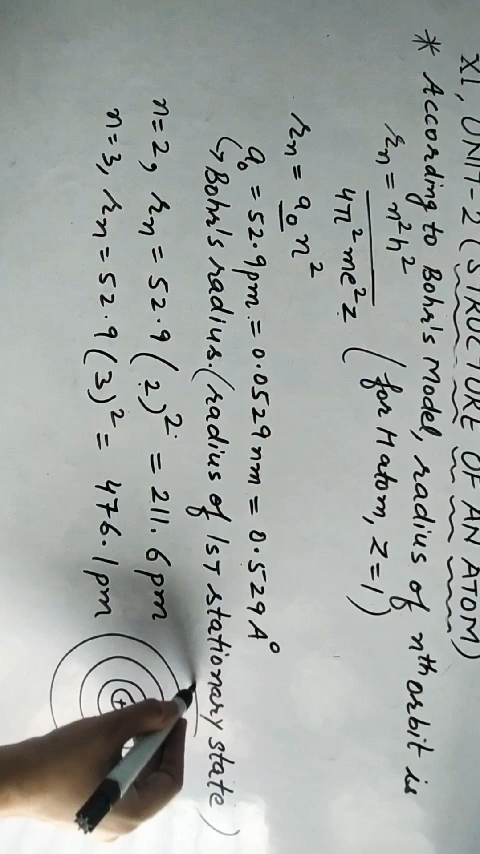 XI, UNIT-2 (STRUCTURE OF AN ATOM)
* According to Bohr's Model, radius of nth orbit is
rn = n²h²
4π²me²z (for H atom, z=1)
rn = a₀n²
a₀ = 52.9pm = 0.0529nm = 0.529A°
↳ Bohr's radius. (radius of 1st stationary state)
n=2, rn = 52.9(2)² = 211.6pm
n=3, rn = 52.9(3)² = 476.1pm
+